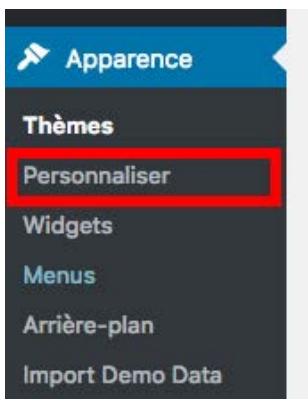 Apparence
Thèmes
Personnaliser
Widgets
Menus
Arrière-plan
Import Demo Data